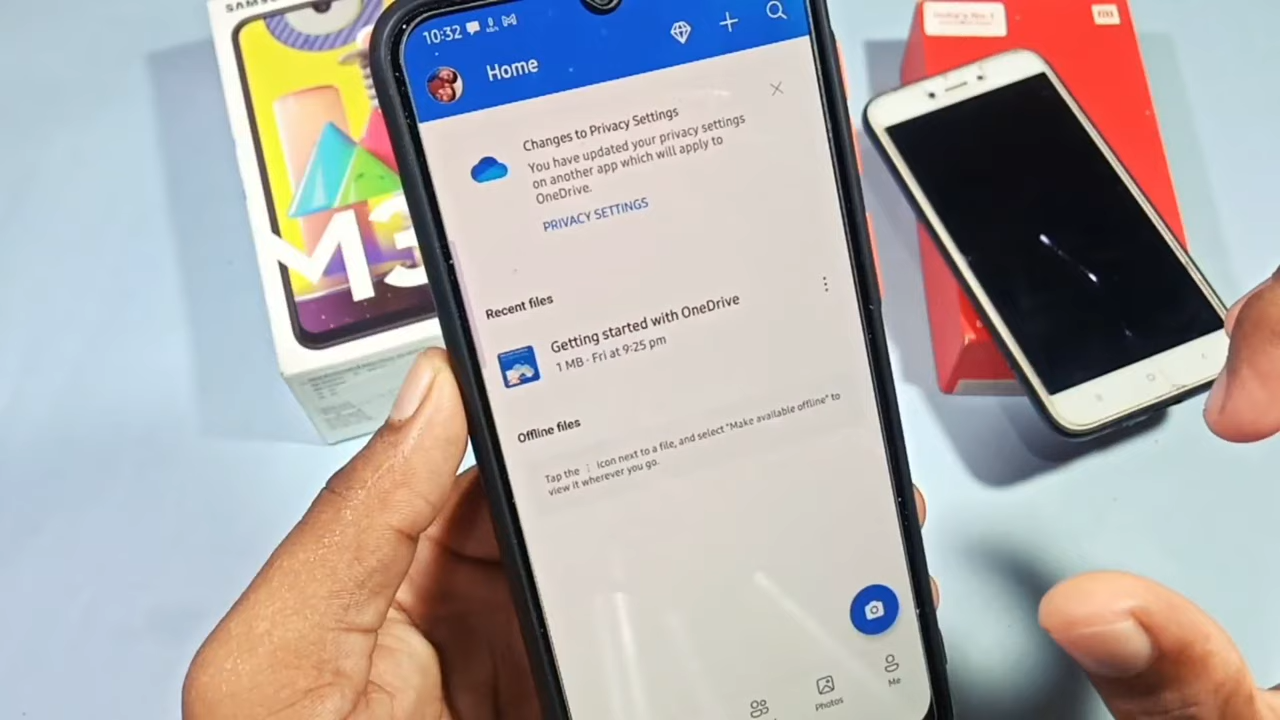 SAMSU
M3
10:32
Home
Changes to Privacy Settings
You have updated your privacy settings
on another app which will apply to
OneDrive.
PRIVACY SETTINGS
Recent files
Getting started with OneDrive
1 MB · Fri at 9:25 pm
Offline files
Tap the ⋮ icon next to a file, and select "Make available offline" to
view it wherever you go.
Photos
Me